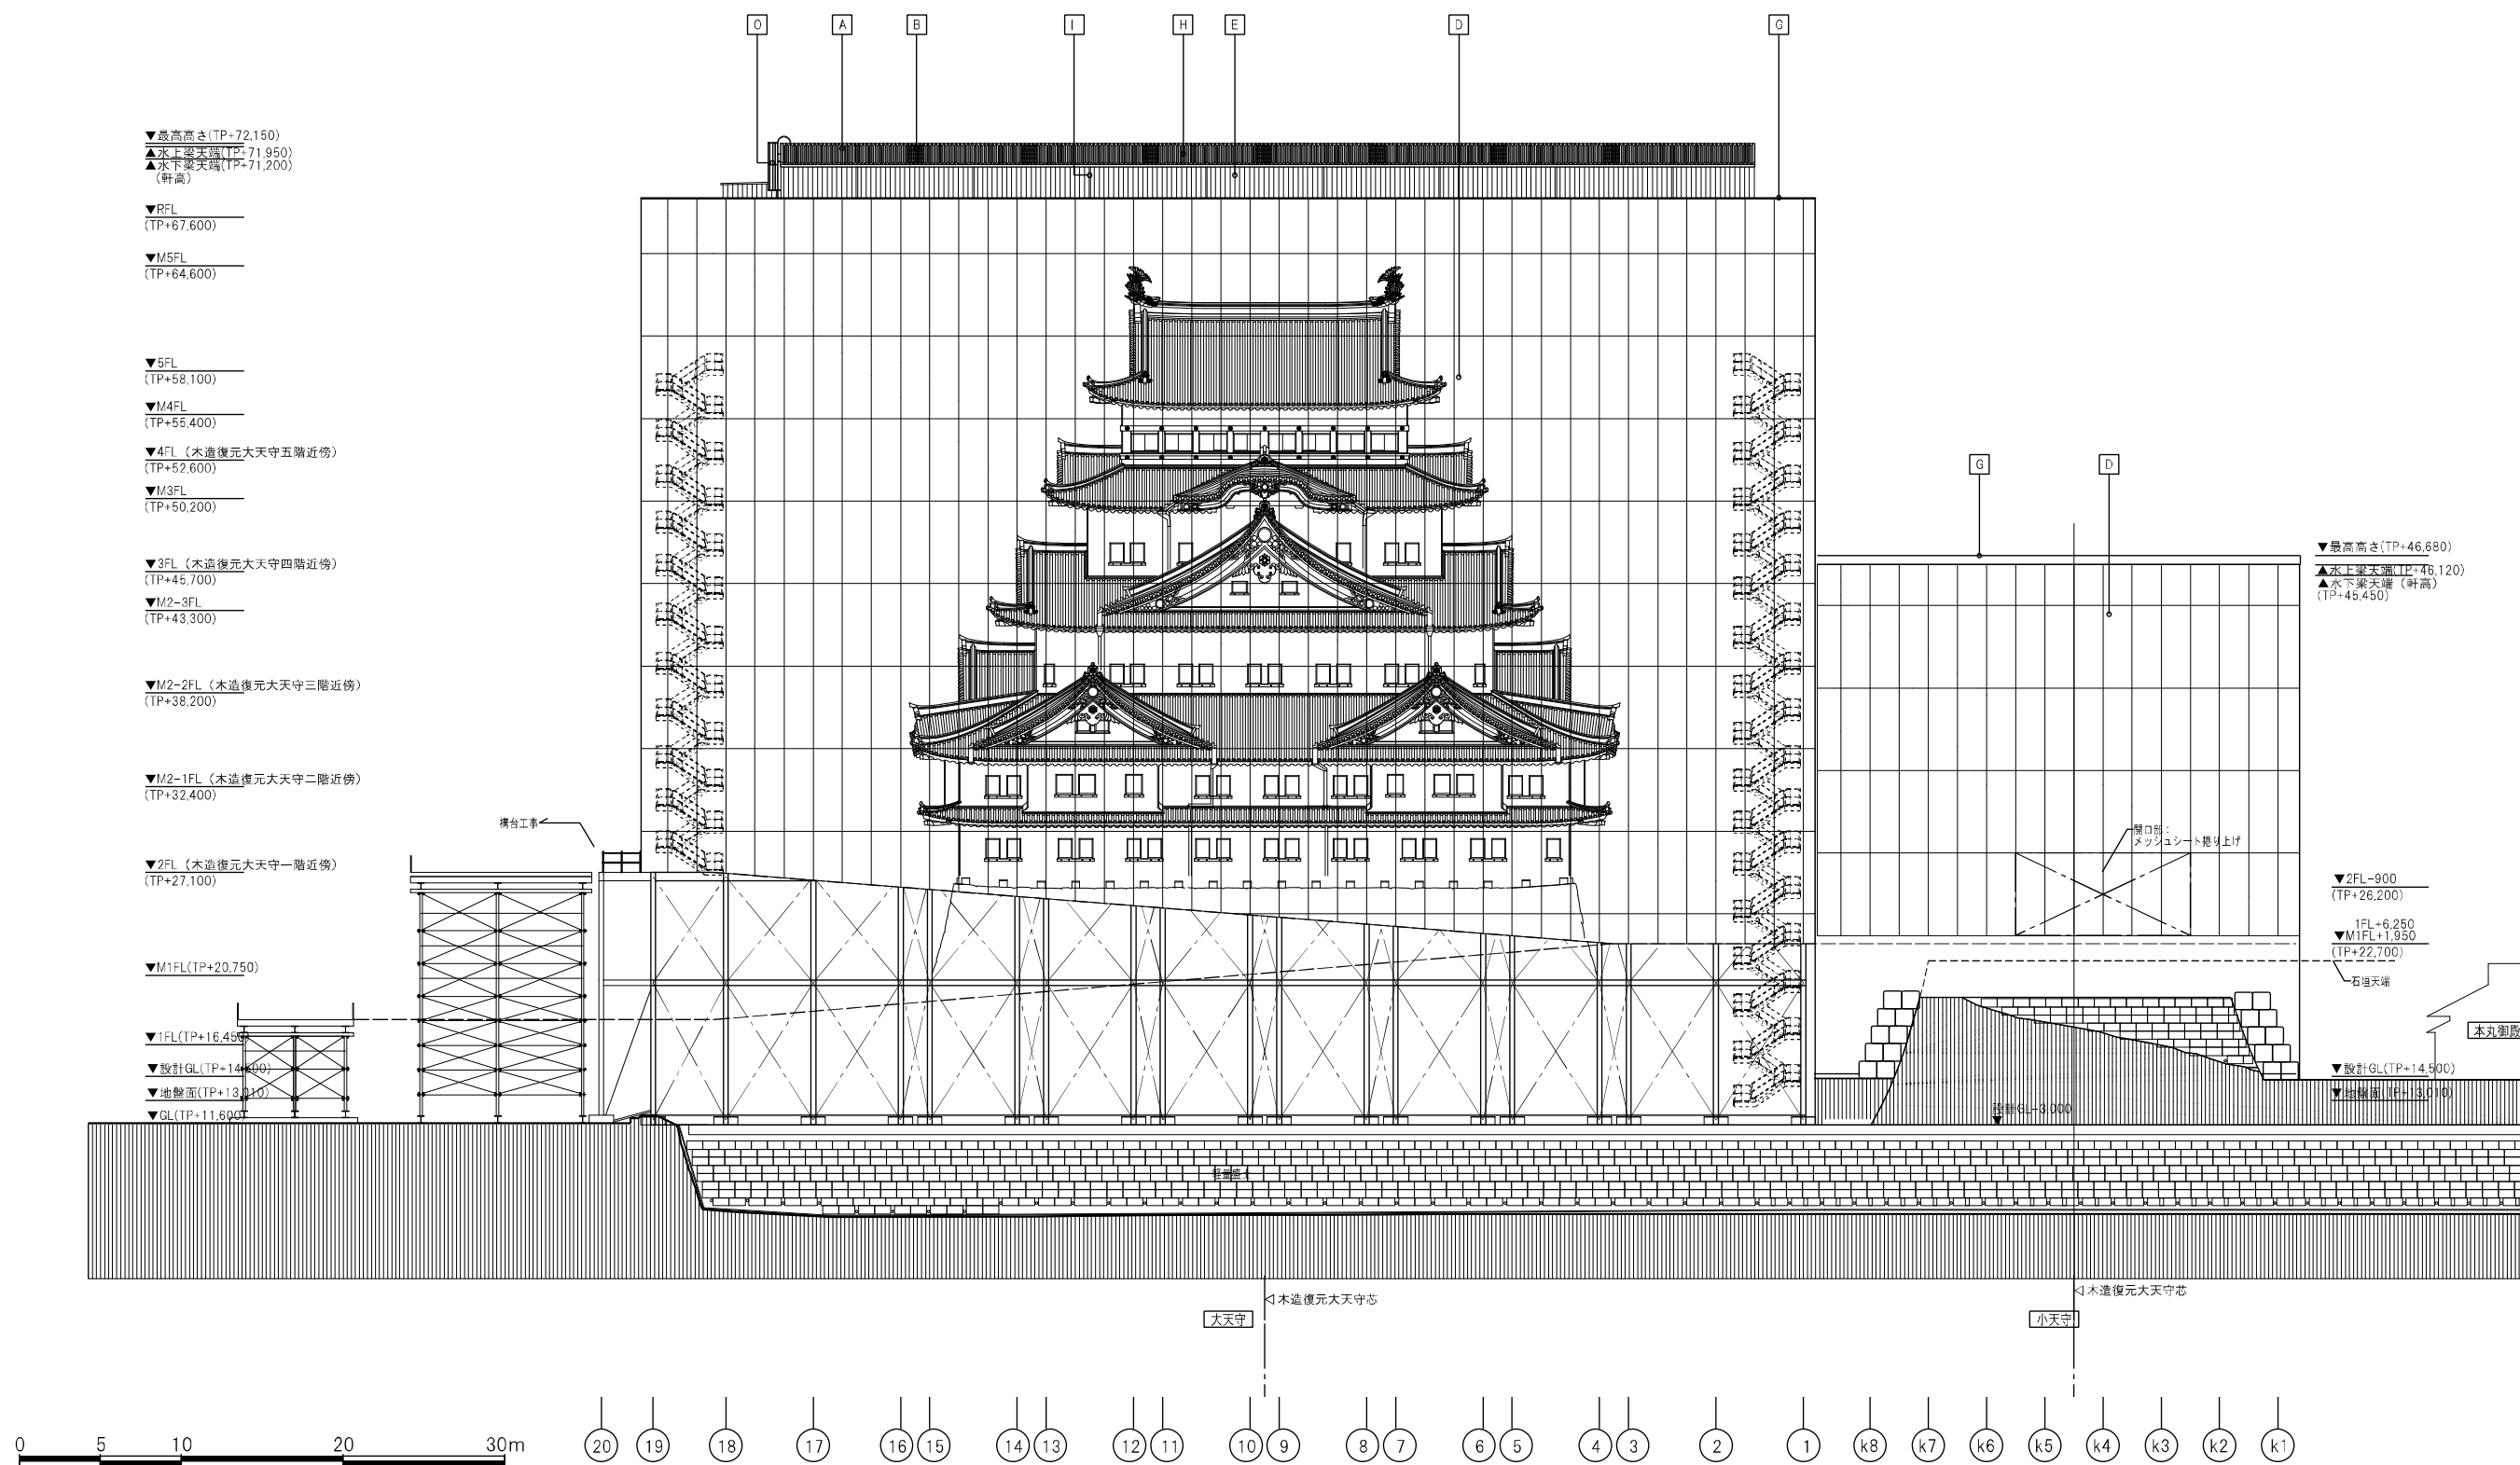 O
A
B
I
H
E
D
G
▼最高高さ(TP+72,150)
▲水上梁天端(TP+71,950)
▲水下梁天端(TP+71,200)
(軒高)
▼RFL
(TP+67,600)
▼M5FL
(TP+64,600)
▼5FL
(TP+58,100)
▼M4FL
(TP+55,400)
▼4FL (木造復元大天守五階近傍)
(TP+52,600)
▼M3FL
(TP+50,200)
▼3FL (木造復元大天守四階近傍)
(TP+45,700)
▼M2-3FL
(TP+43,300)
▼M2-2FL (木造復元大天守三階近傍)
(TP+38,200)
▼M2-1FL (木造復元大天守二階近傍)
(TP+32,400)
構台工事
▼2FL (木造復元大天守一階近傍)
(TP+27,100)
▼M1FL(TP+20,750)
▼1FL(TP+16,450)
▼設計GL(TP+14,500)
▼地盤面(TP+13,010)
▼GL(TP+11,600)
G
D
▼最高高さ(TP+46,680)
▲水上梁天端(TP+46,120)
▲水下梁天端 (軒高)
(TP+45,450)
開口部:
メッシュシート捲り上げ
▼2FL-900
(TP+26,200)
1FL+6,250
▼M1FL+1,950
(TP+22,700)
石垣天端
本丸御殿
▼設計GL(TP+14,500)
▼地盤面(TP+13,010)
設計GL-3,000
軽量盛土
◁木造復元大天守芯
大天守
◁木造復元大天守芯
小天守
0 5 10 20 30m
20 19 18 17 16 15 14 13 12 11 10 9 8 7 6 5 4 3 2 1 k8 k7 k6 k5 k4 k3 k2 k1